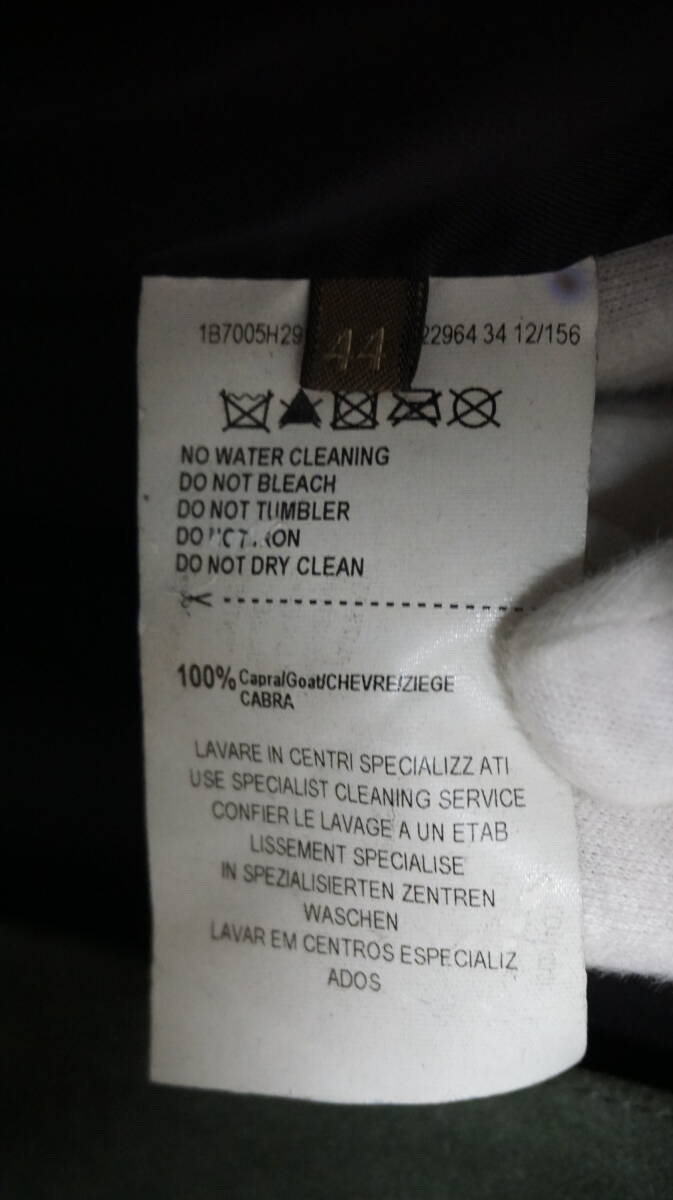 1B7005H29 44 22964 34 12/156
NO WATER CLEANING
DO NOT BLEACH
DO NOT TUMBLER
DO NOT IRON
DO NOT DRY CLEAN
100% Capra/Goat/CHEVRE/ZIEGE
CABRA
LAVARE IN CENTRI SPECIALIZZ ATI
USE SPECIALIST CLEANING SERVICE
CONFIER LE LAVAGE A UN ETAB
LISSEMENT SPECIALISE
IN SPEZIALISIERTEN ZENTREN
WASCHEN
LAVAR EM CENTROS ESPECIALIZ
ADOS